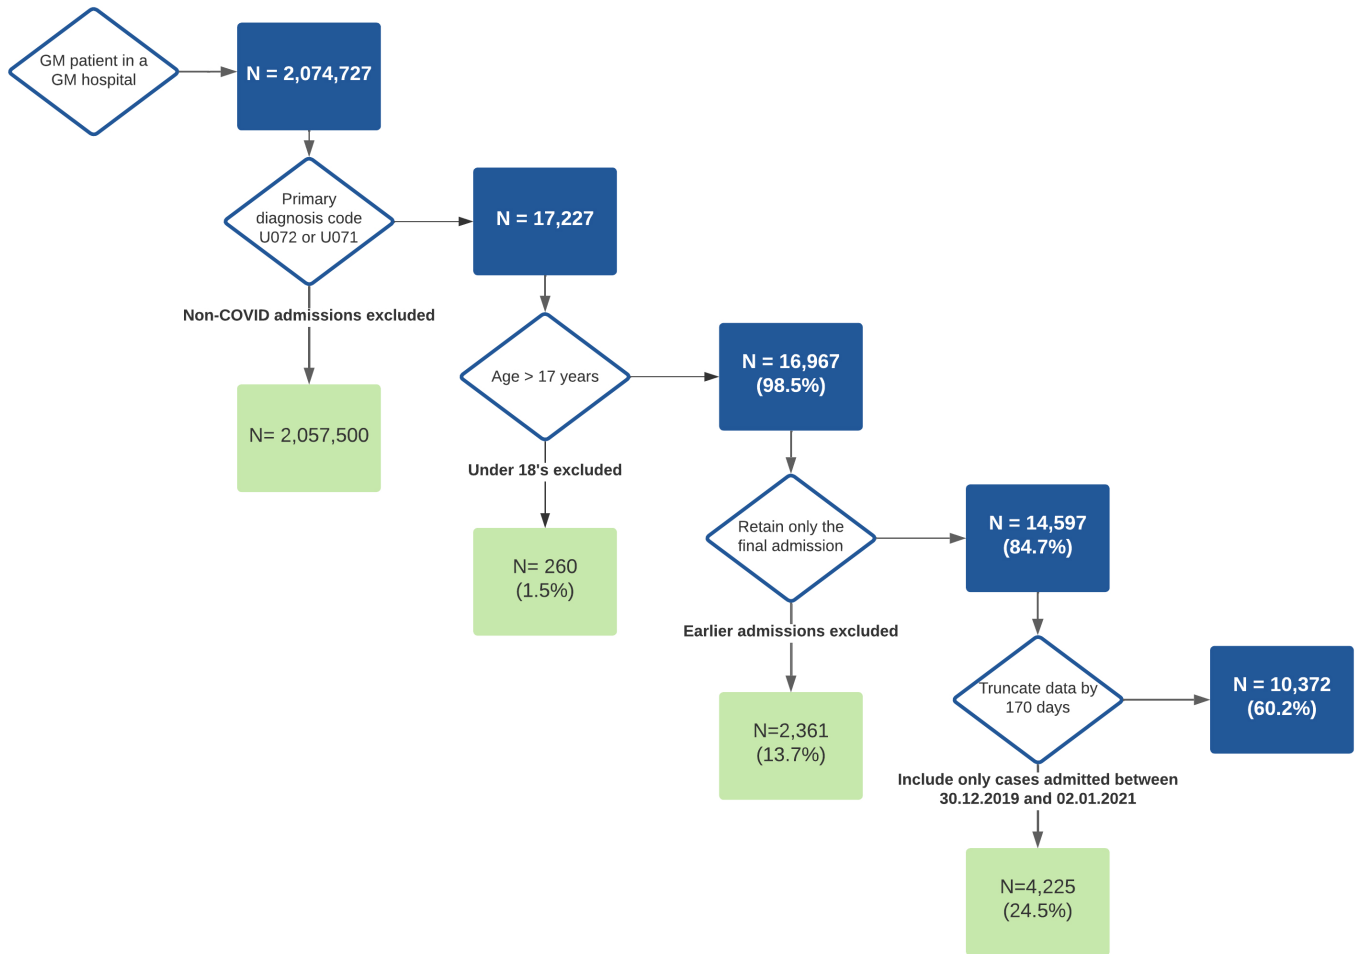 GM patient in a
GM hospital
N = 2,074,727
Primary
diagnosis code
U072 or U071
N = 17,227
Non-COVID admissions excluded
N= 2,057,500
Age > 17 years
N = 16,967
(98.5%)
Under 18's excluded
N= 260
(1.5%)
Retain only the
final admission
N = 14,597
(84.7%)
Earlier admissions excluded
N=2,361
(13.7%)
Truncate data by
170 days
N = 10,372
(60.2%)
Include only cases admitted between
30.12.2019 and 02.01.2021
N=4,225
(24.5%)